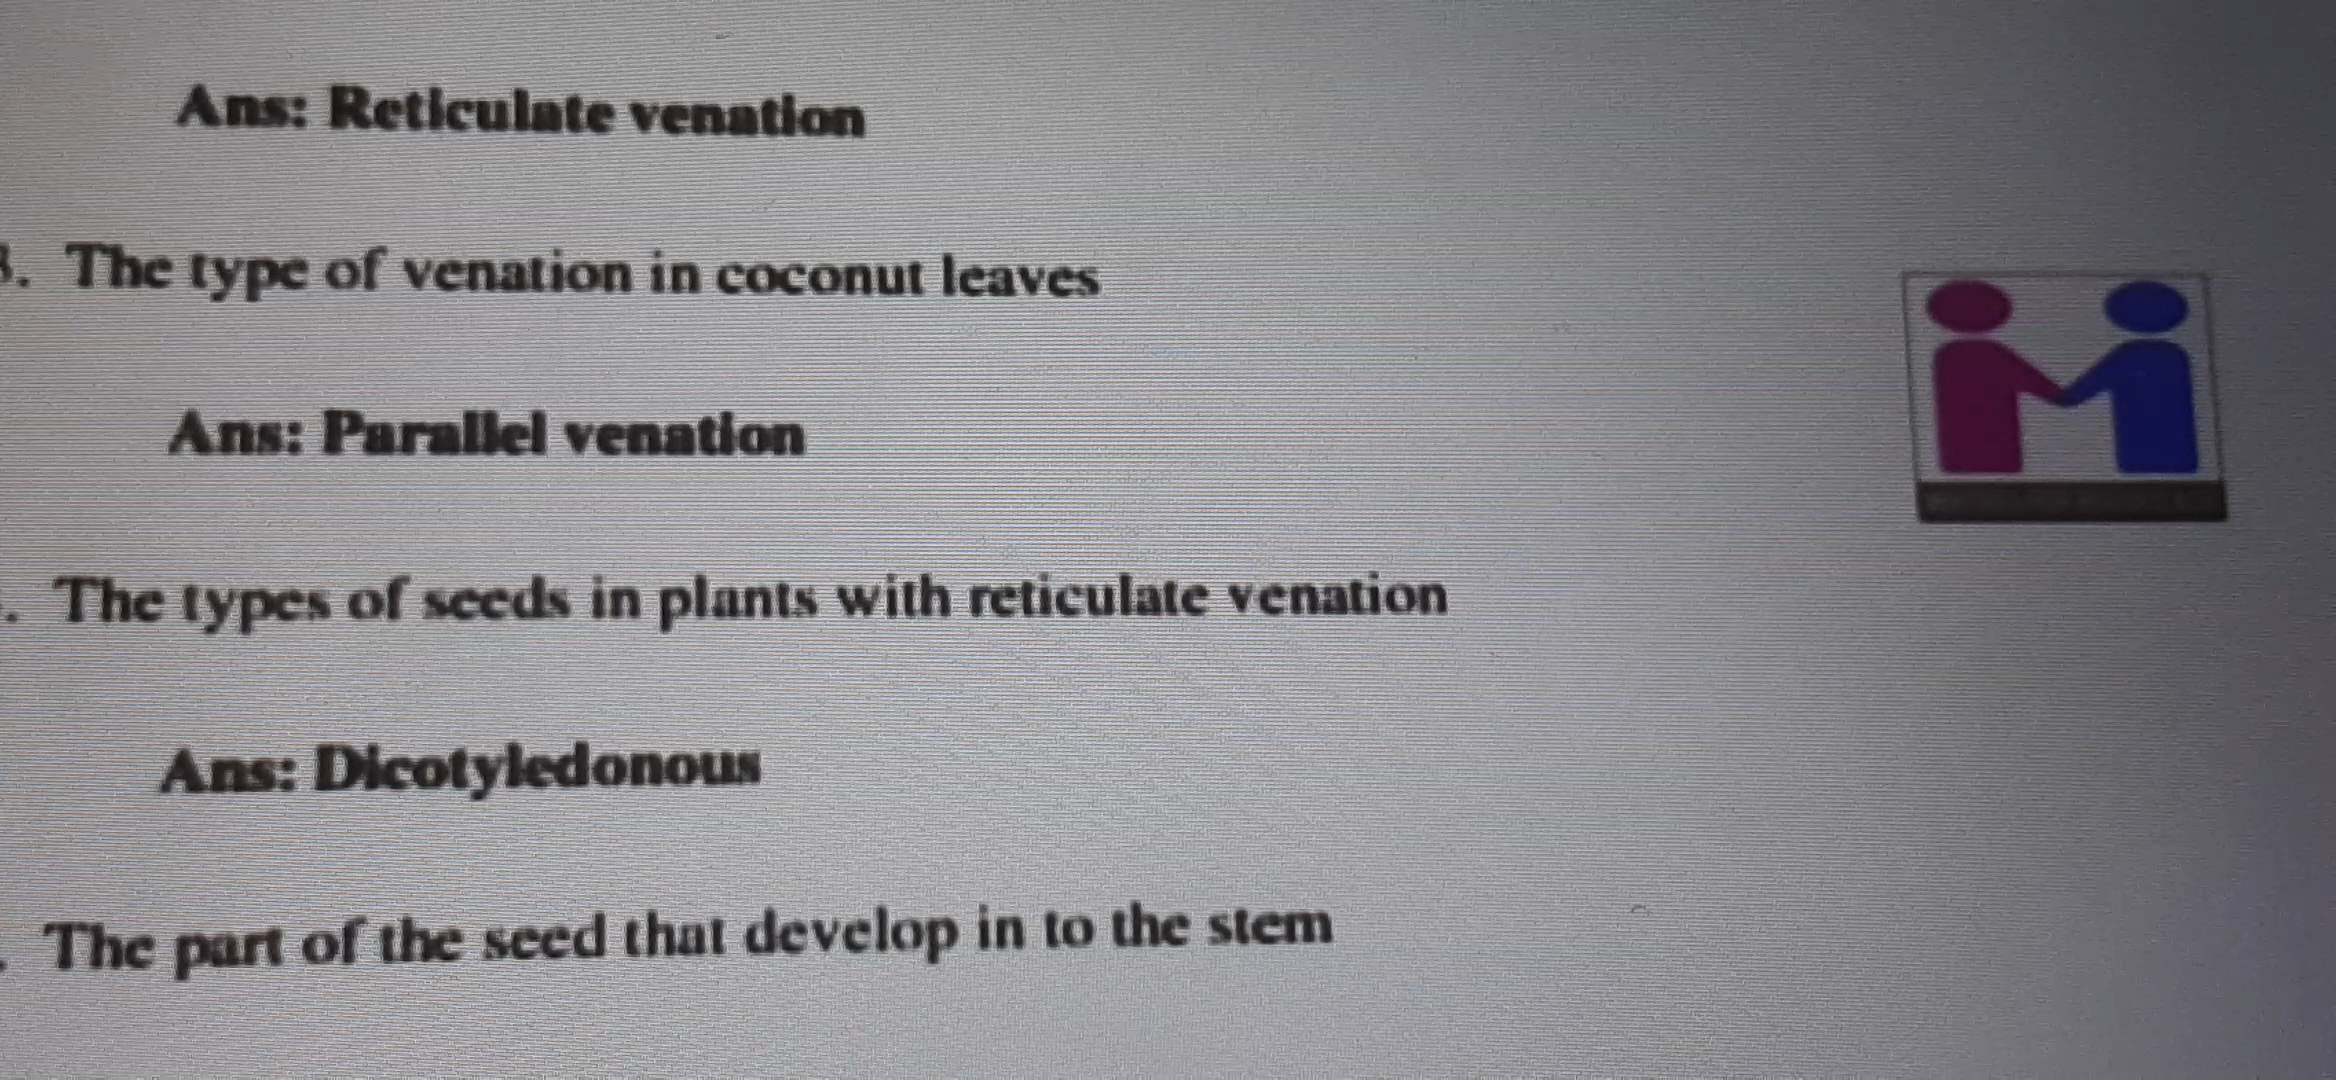 Ans: Reticulate venation
3. The type of venation in coconut leaves
Ans: Parallel venation
. The types of seeds in plants with reticulate venation
Ans: Dicotyledonous
. The part of the seed that develop in to the stem